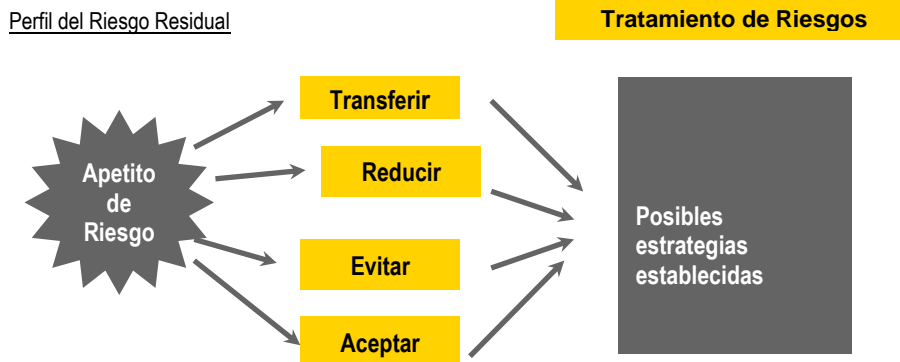 Perfil del Riesgo Residual
Tratamiento de Riesgos
Transferir
Reducir
Apetito
de
Riesgo
Posibles
estrategias
establecidas
Evitar
Aceptar